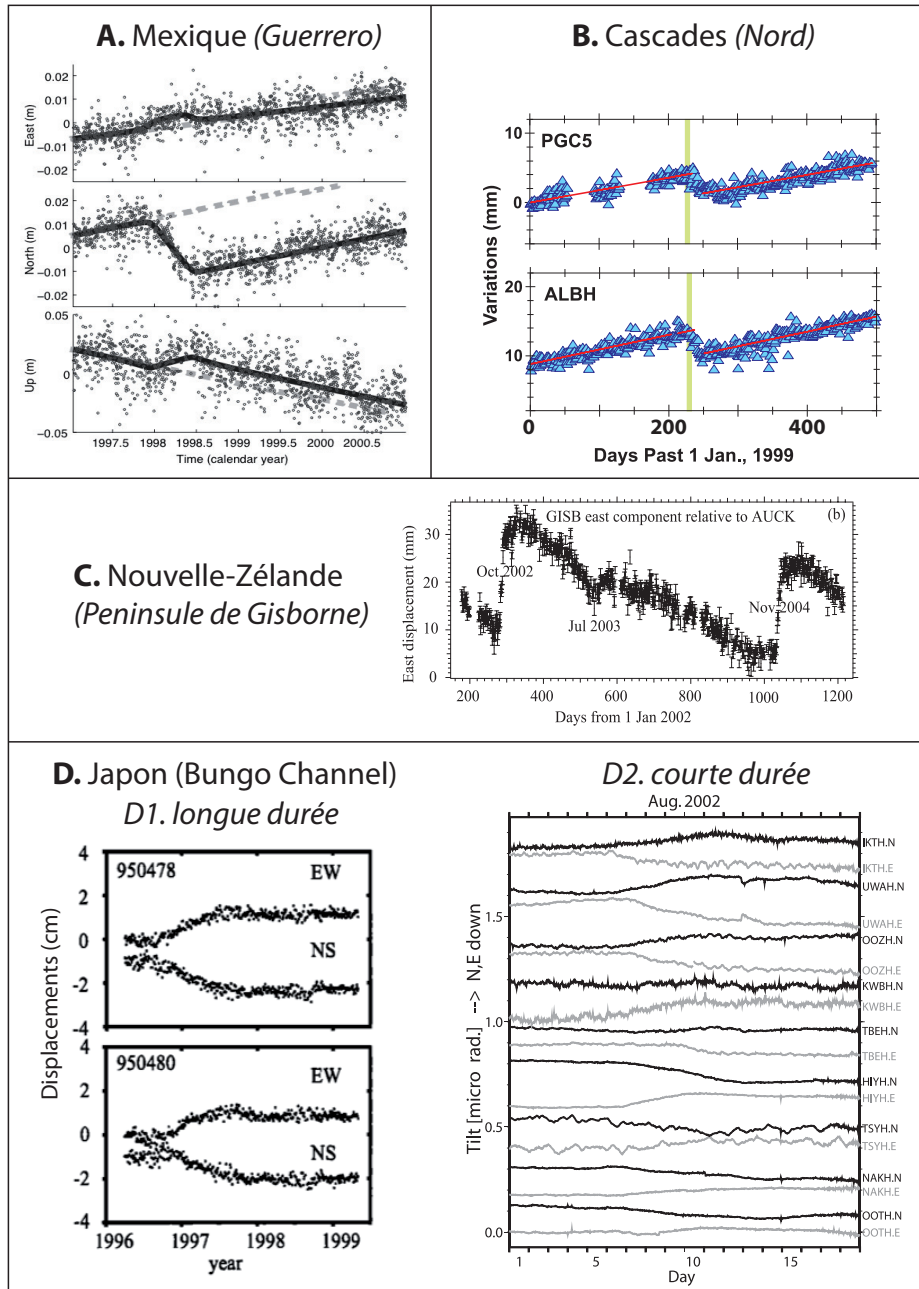 A. Mexique (Guerrero)
0.02
0.01
0
−0.01
−0.02
East (m)
0.02
0.01
0
−0.01
−0.02
North (m)
0.05
0
−0.05
Up (m)
1997.5 1998 1998.5 1999 1999.5 2000 2000.5
Time (calendar year)
B. Cascades (Nord)
10
0
PGC5
Variations (mm)
20
10
ALBH
0 200 400
Days Past 1 Jan., 1999
C. Nouvelle-Zélande
(Peninsule de Gisborne)
GISB east component relative to AUCK (b)
30
20
10
0
East displacement (mm)
Oct 2002
Jul 2003
Nov 2004
200 400 600 800 1000 1200
Days from 1 Jan 2002
D. Japon (Bungo Channel)
D1. longue durée
4
2
0
-2
-4
950478 EW
NS
Displacements (cm)
4
2
0
-2
-4
950480 EW
NS
1996 1997 1998 1999
year
D2. courte durée
Aug. 2002
1.5
1.0
0.5
0.0
Tilt [micro rad.] --> N,E down
IKTH.N
IKTH.E
UWAH.N
UWAH.E
OOZH.N
OOZH.E
KWBH.N
KWBH.E
TBEH.N
TBEH.E
HIYH.N
HIYH.E
TSYH.N
TSYH.E
NAKH.N
NAKH.E
OOTH.N
OOTH.E
1 5 10 15
Day